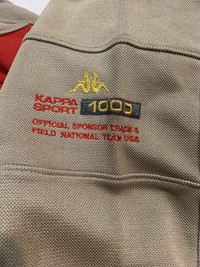 KAPPA
SPORT 1000
OFFICIAL SPONSOR TRACK &
FIELD NATIONAL TEAM USA